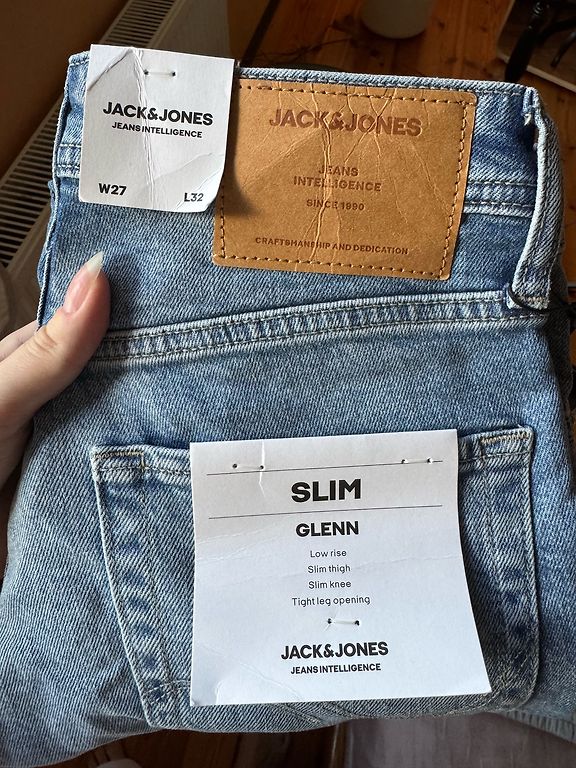 JACK&JONES
JEANS INTELLIGENCE
W27
L32
JACK&JONES
JEANS
INTELLIGENCE
SINCE 1990
CRAFTSMANSHIP AND DEDICATION
SLIM
GLENN
Low rise
Slim thigh
Slim knee
Tight leg opening
JACK&JONES
JEANS INTELLIGENCE